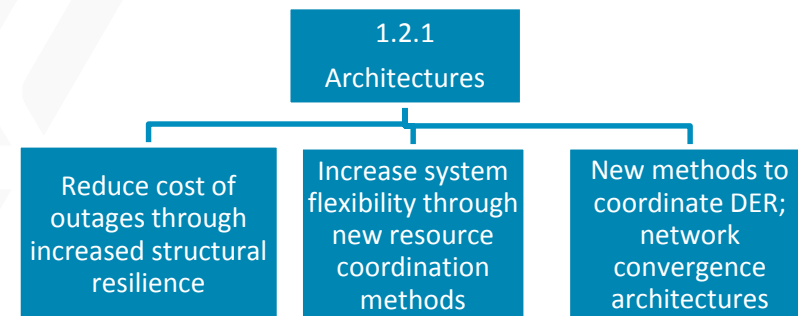 1.2.1
Architectures
Reduce cost of
outages through
increased structural
resilience
Increase system
flexibility through
new resource
coordination
methods
New methods to
coordinate DER;
network
convergence
architectures